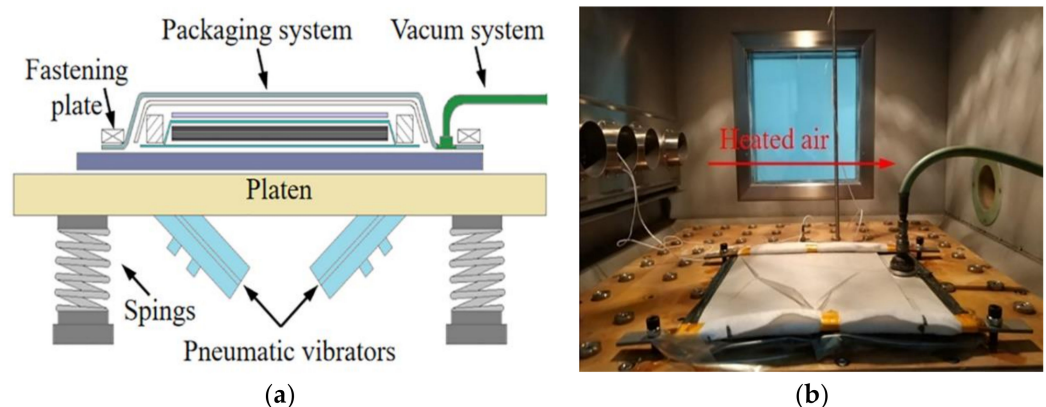 Packaging system
Vacum system
Fastening
plate
Heated air
Platen
Spings
Pneumatic vibrators
(a)
(b)